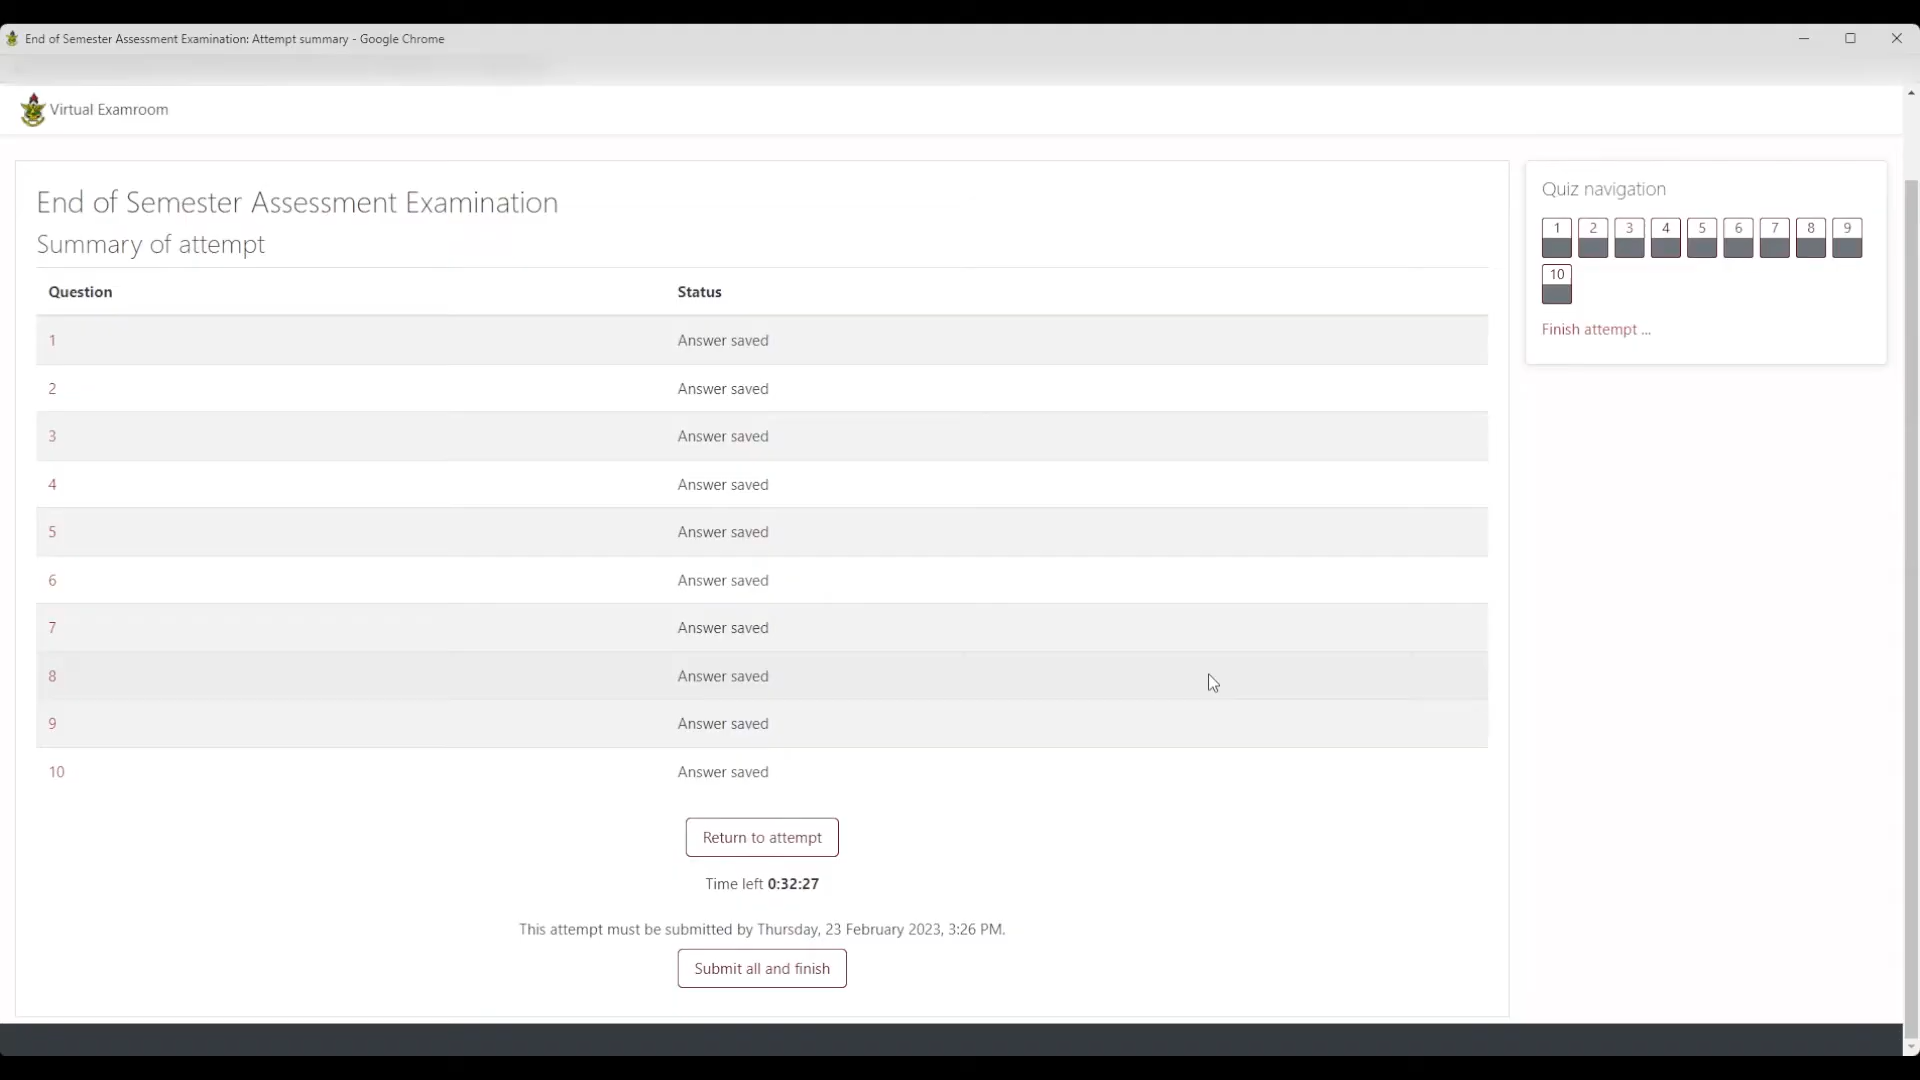 End of Semester Assessment Examination: Attempt summary - Google Chrome
Virtual Examroom
End of Semester Assessment Examination
Summary of attempt
Question Status
1 Answer saved
2 Answer saved
3 Answer saved
4 Answer saved
5 Answer saved
6 Answer saved
7 Answer saved
8 Answer saved
9 Answer saved
10 Answer saved
Return to attempt
Time left 0:32:27
This attempt must be submitted by Thursday, 23 February 2023, 3:26 PM.
Submit all and finish
Quiz navigation
1 2 3 4 5 6 7 8 9
10
Finish attempt ...